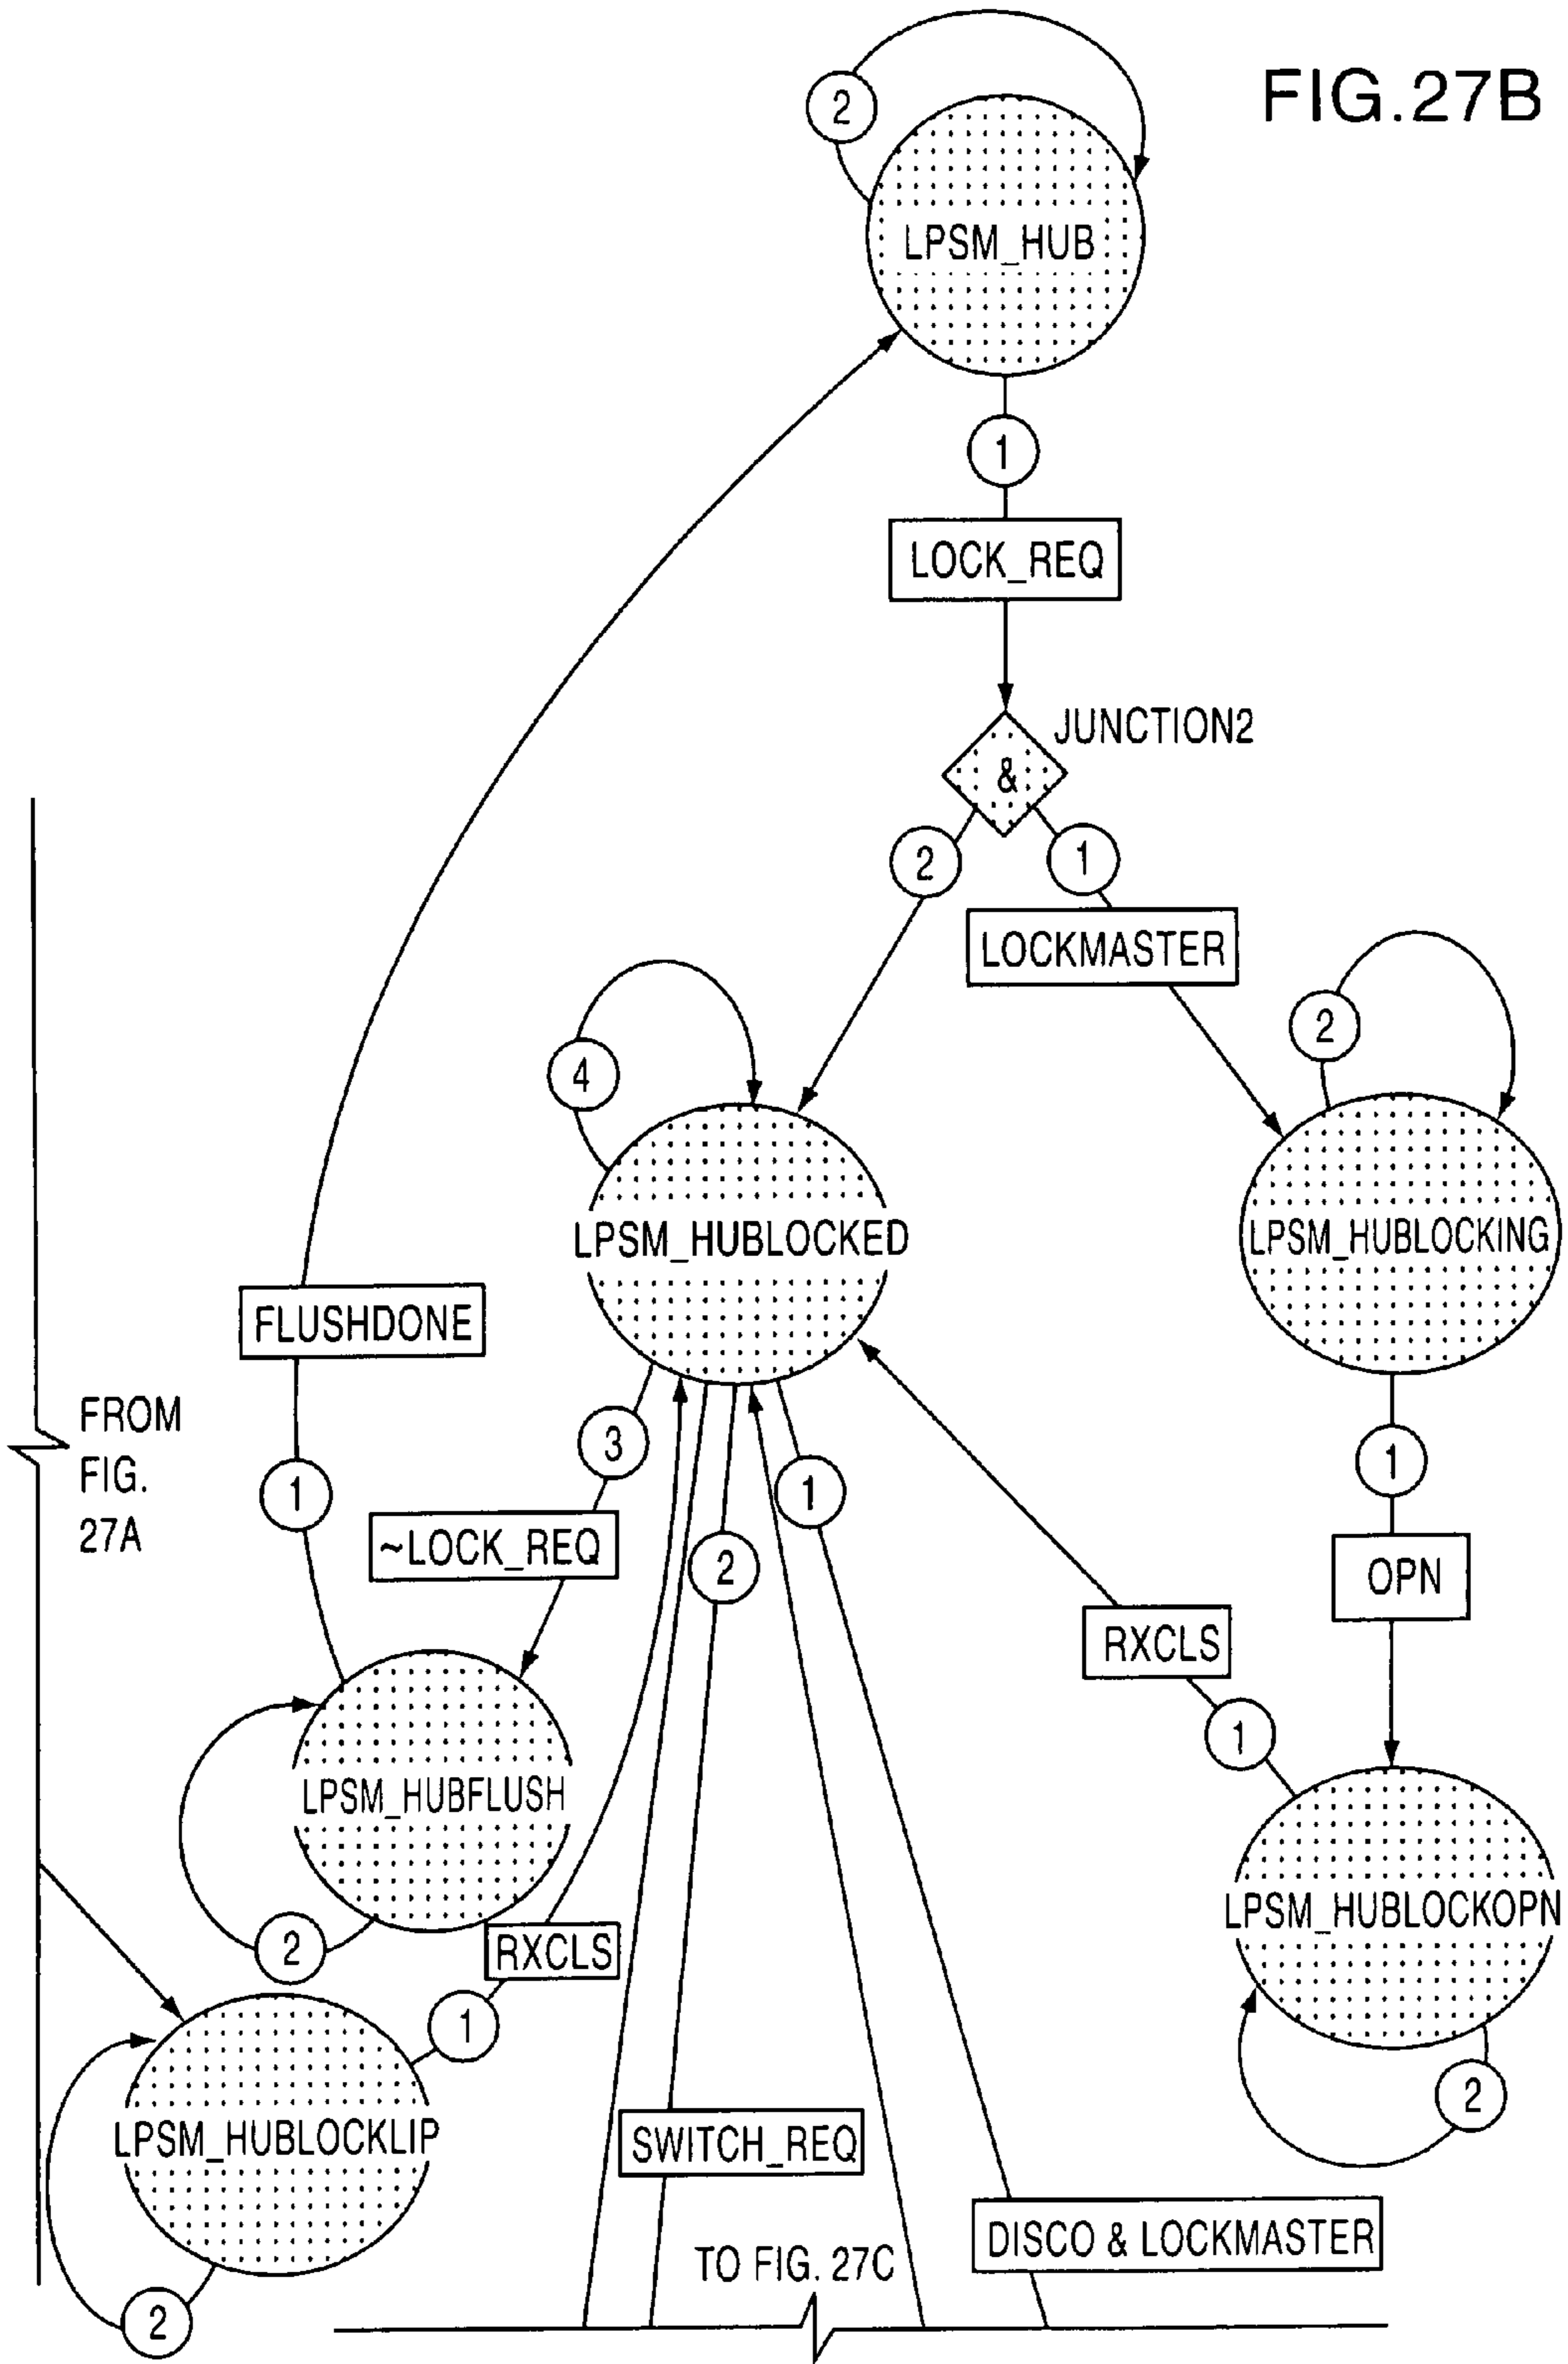 FIG.27B
2
LPSM_HUB
1
LOCK_REQ
JUNCTION2
&
2
1
LOCKMASTER
4
2
LPSM_HUBLOCKED
LPSM_HUBLOCKING
FLUSHDONE
FROM
FIG.
27A
3
1
1
1
~LOCK_REQ
2
OPN
RXCLS
1
LPSM_HUBFLUSH
LPSM_HUBLOCKOPN
2
RXCLS
1
2
LPSM_HUBLOCKLIP
SWITCH_REQ
DISCO & LOCKMASTER
TO FIG. 27C
2